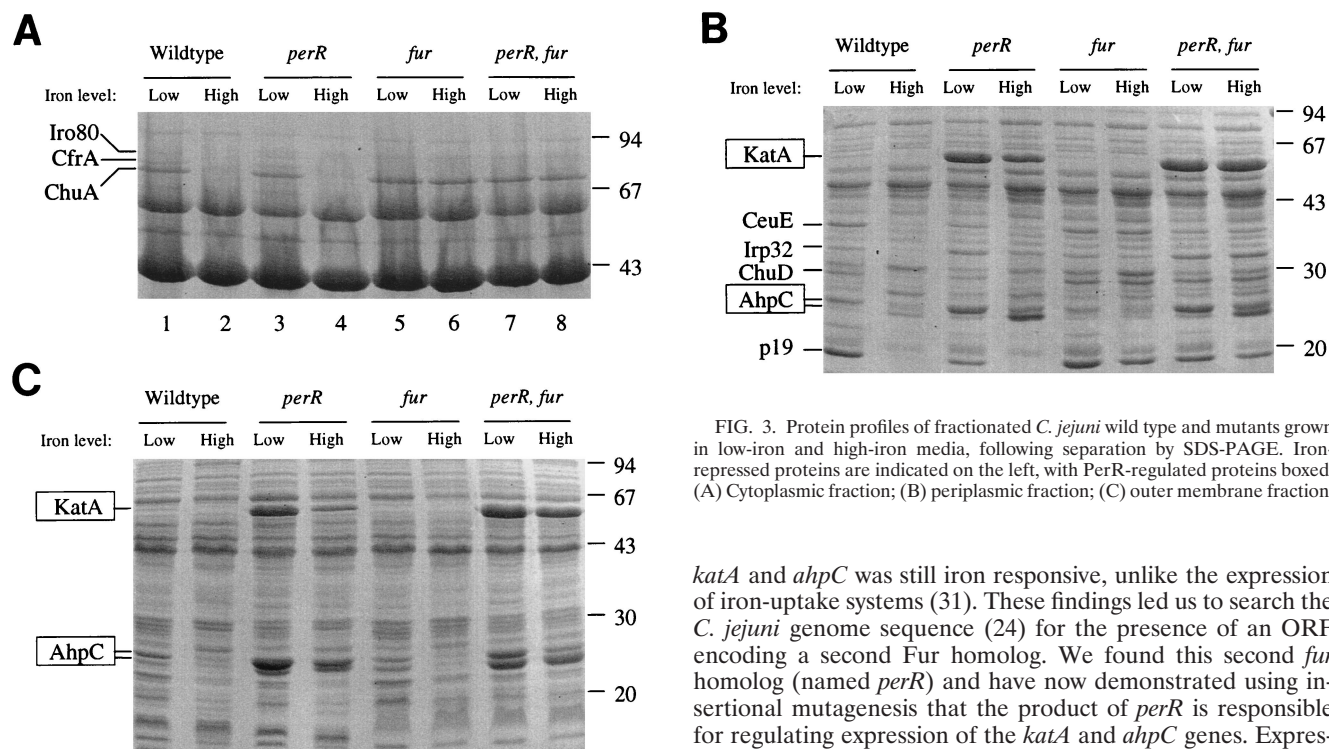 A
Wildtype perR fur perR, fur
Iron level: Low High Low High Low High Low High
Iro80
CfrA
ChuA
94
67
43
1 2 3 4 5 6 7 8
B
Wildtype perR fur perR, fur
Iron level: Low High Low High Low High Low High
KatA
CeuE
Irp32
ChuD
AhpC
p19
94
67
43
30
20
C
Wildtype perR fur perR, fur
Iron level: Low High Low High Low High Low High
KatA
AhpC
94
67
43
30
20
FIG. 3. Protein profiles of fractionated C. jejuni wild type and mutants grown
in low-iron and high-iron media, following separation by SDS-PAGE. Iron-
repressed proteins are indicated on the left, with PerR-regulated proteins boxed
(A) Cytoplasmic fraction; (B) periplasmic fraction; (C) outer membrane fraction
katA and ahpC was still iron responsive, unlike the expression
of iron-uptake systems (31). These findings led us to search the
C. jejuni genome sequence (24) for the presence of an ORF
encoding a second Fur homolog. We found this second fur
homolog (named perR) and have now demonstrated using in-
sertional mutagenesis that the product of perR is responsible
for regulating expression of the katA and ahpC genes. Expres-